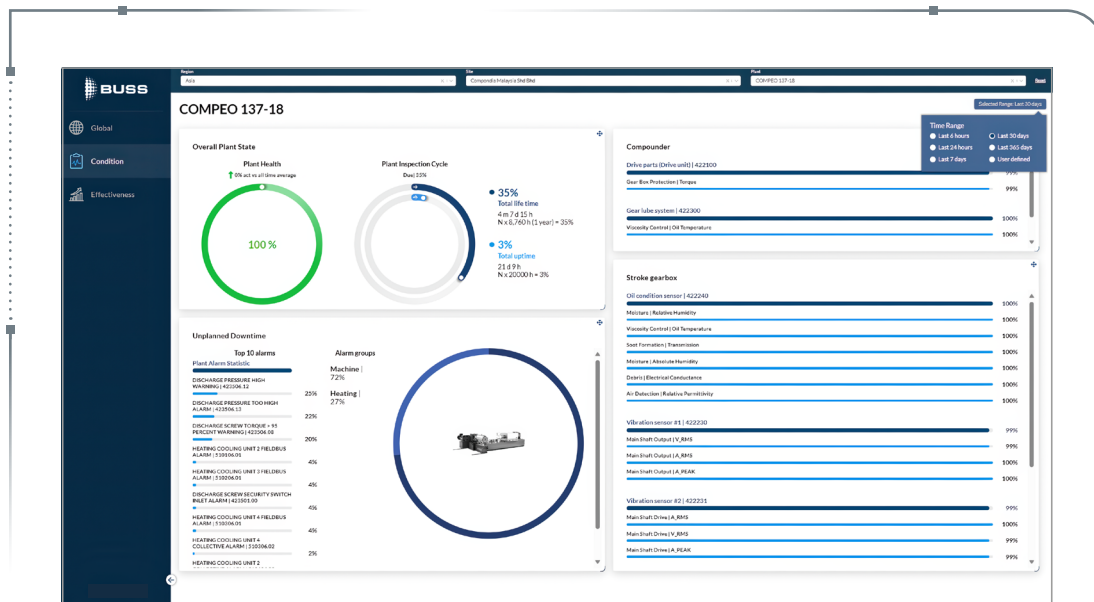 BUSS
Global
Condition
Effectiveness
Region
Asia
Site
Compondis Malaysia Shd Bhd
Plant
COMPEO 137-18
Reset
COMPEO 137-18
Selected Range: Last 30 days
Time Range
Last 6 hours
Last 30 days
Last 24 hours
Last 365 days
Last 7 days
User defined
Overall Plant State
Plant Health
0% act vs all time average
100 %
Plant Inspection Cycle
Due| 35%
35%
Total life time
4 m 7 d 15 h
N x 8,760 h (1 year) = 35%
3%
Total uptime
21 d 9 h
N x 20000 h = 3%
Unplanned Downtime
Top 10 alarms
Plant Alarm Statistic
DISCHARGE PRESSURE HIGH
WARNING | 423506.12
25%
DISCHARGE PRESSURE TOO HIGH
ALARM | 423506.13
22%
DISCHARGE SCREW TORQUE > 95
PERCENT WARNING | 423506.08
20%
HEATING COOLING UNIT 2 FIELDBUS
ALARM | 510106.01
4%
HEATING COOLING UNIT 3 FIELDBUS
ALARM | 510206.01
4%
DISCHARGE SCREW SECURITY SWITCH
INLET ALARM | 423501.00
4%
HEATING COOLING UNIT 4 FIELDBUS
ALARM | 510306.01
4%
HEATING COOLING UNIT 4
COLLECTIVE ALARM | 510306.02
2%
HEATING COOLING UNIT 2
Alarm groups
Machine |
72%
Heating |
27%
Compounder
Drive parts (Drive unit) | 422100
99%
Gear Box Protection | Torque
99%
Gear lube system | 422300
100%
Viscosity Control | Oil Temperature
100%
Stroke gearbox
Oil condition sensor | 422240
100%
Moisture | Relative Humidity
100%
Viscosity Control | Oil Temperature
100%
Soot Formation | Transmission
100%
Moisture | Absolute Humidity
100%
Debris | Electrical Conductance
100%
Air Detection | Relative Permittivity
100%
Vibration sensor #1 | 422230
99%
Main Shaft Output | V_RMS
99%
Main Shaft Output | A_RMS
100%
Main Shaft Output | A_PEAK
100%
Vibration sensor #2 | 422231
99%
Main Shaft Drive | A_RMS
100%
Main Shaft Drive | V_RMS
99%
Main Shaft Drive | A_PEAK
99%